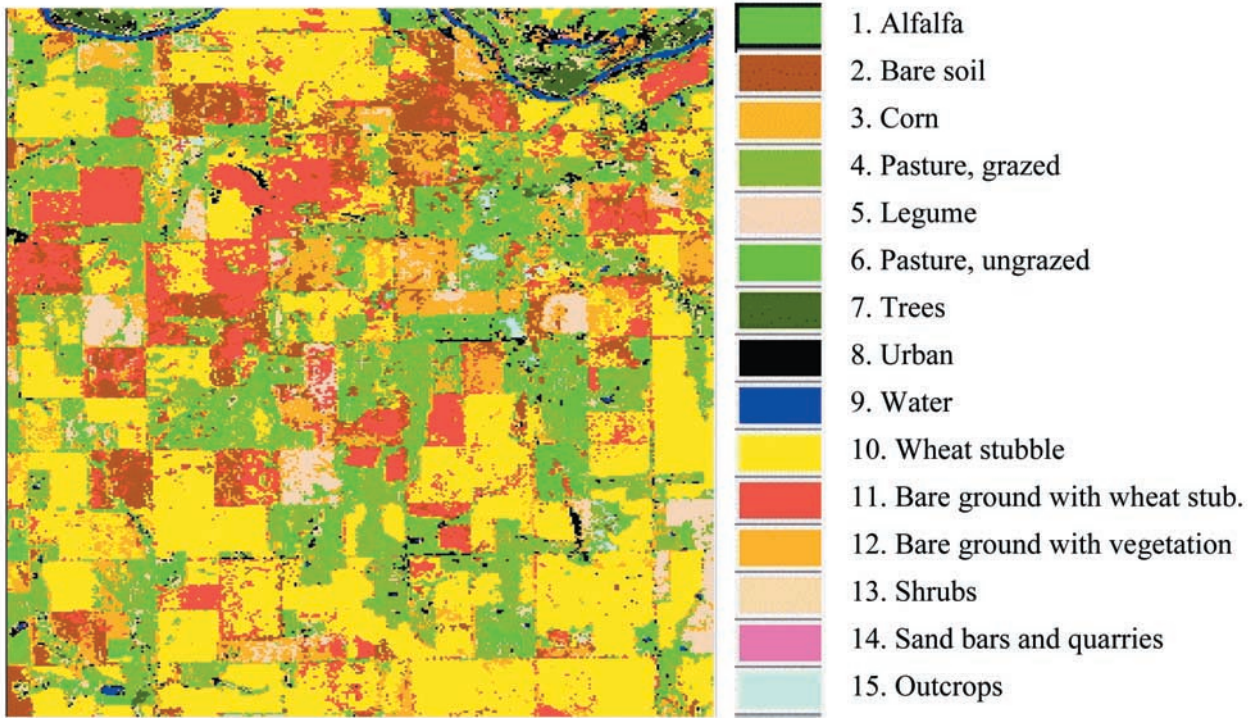 1. Alfalfa
2. Bare soil
3. Corn
4. Pasture, grazed
5. Legume
6. Pasture, ungrazed
7. Trees
8. Urban
9. Water
10. Wheat stubble
11. Bare ground with wheat stub.
12. Bare ground with vegetation
13. Shrubs
14. Sand bars and quarries
15. Outcrops